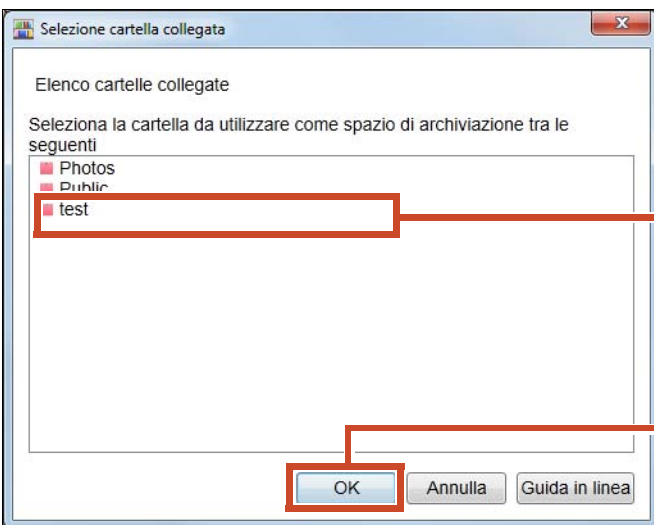 Selezione cartella collegata
Elenco cartelle collegate
Seleziona la cartella da utilizzare come spazio di archiviazione tra le
seguenti
Photos
Public
test
OK Annulla Guida in linea